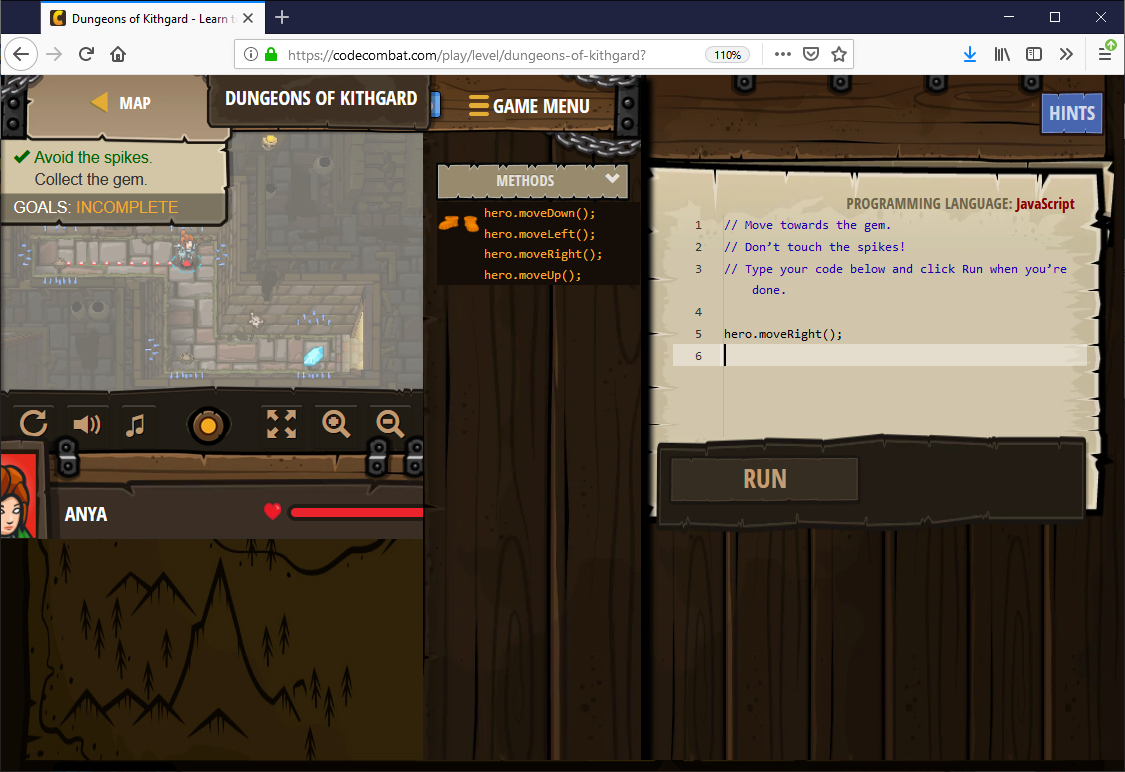 Dungeons of Kithgard - Learn t
https://codecombat.com/play/level/dungeons-of-kithgard?
110%
MAP
DUNGEONS OF KITHGARD
GAME MENU
HINTS
Avoid the spikes.
Collect the gem.
GOALS: INCOMPLETE
METHODS
hero.moveDown();
hero.moveLeft();
hero.moveRight();
hero.moveUp();
PROGRAMMING LANGUAGE: JavaScript
1 // Move towards the gem.
2 // Don’t touch the spikes!
3 // Type your code below and click Run when you’re
done.
4
5 hero.moveRight();
6
RUN
ANYA